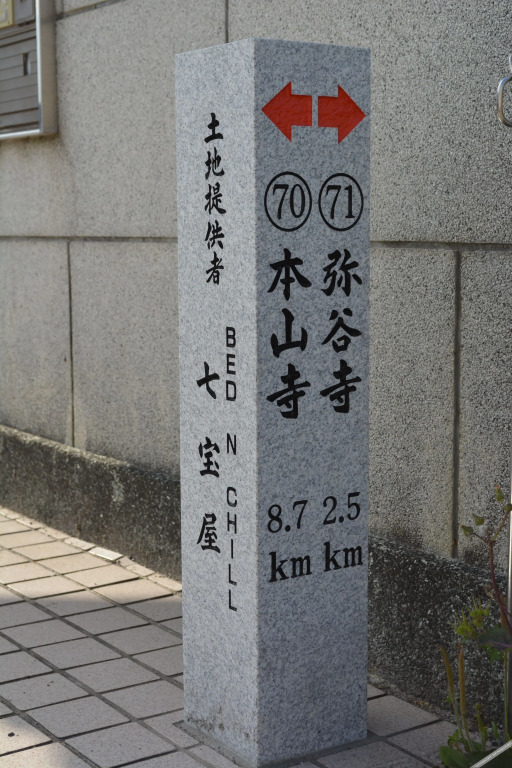 土地提供者
BED N CHILL
七宝屋
71 弥谷寺 2.5 km
70 本山寺 8.7 km